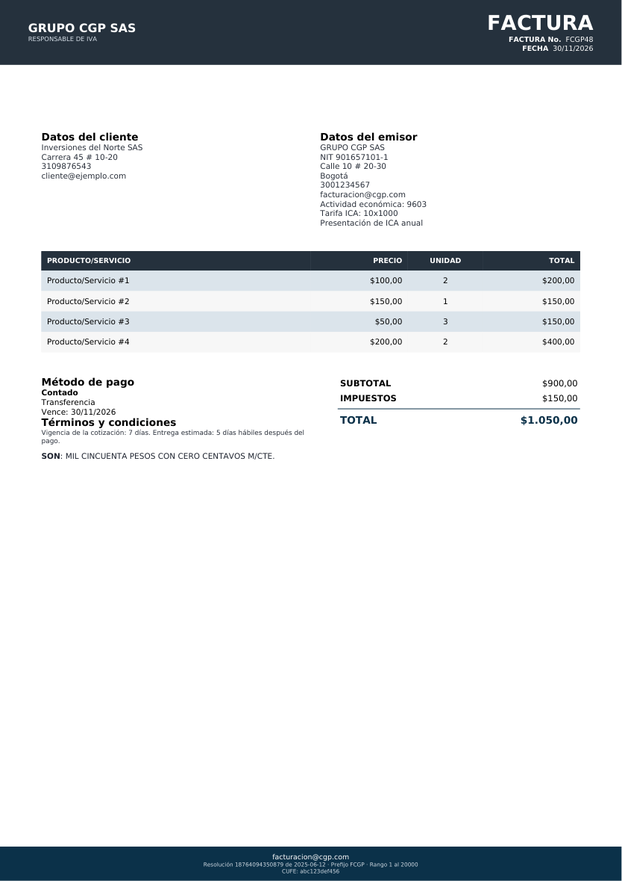 GRUPO CGP SAS
RESPONSABLE DE IVA
FACTURA
FACTURA No. FCGP48
FECHA 30/11/2026
Datos del cliente
Inversiones del Norte SAS
Carrera 45 # 10-20
3109876543
cliente@ejemplo.com
Datos del emisor
GRUPO CGP SAS
NIT 901657101-1
Calle 10 # 20-30
Bogotá
3001234567
facturacion@cgp.com
Actividad económica: 9603
Tarifa ICA: 10x1000
Presentación de ICA anual
PRODUCTO/SERVICIO PRECIO UNIDAD TOTAL
Producto/Servicio #1 $100,00 2 $200,00
Producto/Servicio #2 $150,00 1 $150,00
Producto/Servicio #3 $50,00 3 $150,00
Producto/Servicio #4 $200,00 2 $400,00
Método de pago
Contado
Transferencia
Vence: 30/11/2026
Términos y condiciones
Vigencia de la cotización: 7 días. Entrega estimada: 5 días hábiles después del
pago.
SON: MIL CINCUENTA PESOS CON CERO CENTAVOS M/CTE.
SUBTOTAL $900,00
IMPUESTOS $150,00
TOTAL $1.050,00
facturacion@cgp.com
Resolución 18764094350879 de 2025-06-12 · Prefijo FCGP · Rango 1 al 20000
CUFE: abc123def456